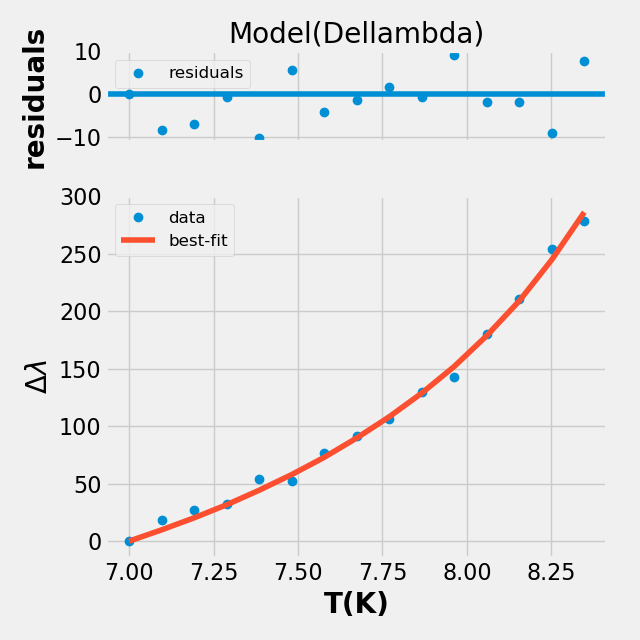 Model(Dellambda)
residuals
10
0
−10
residuals
300
250
200
150
100
50
0
Δλ
data
best-fit
7.00 7.25 7.50 7.75 8.00 8.25
T(K)